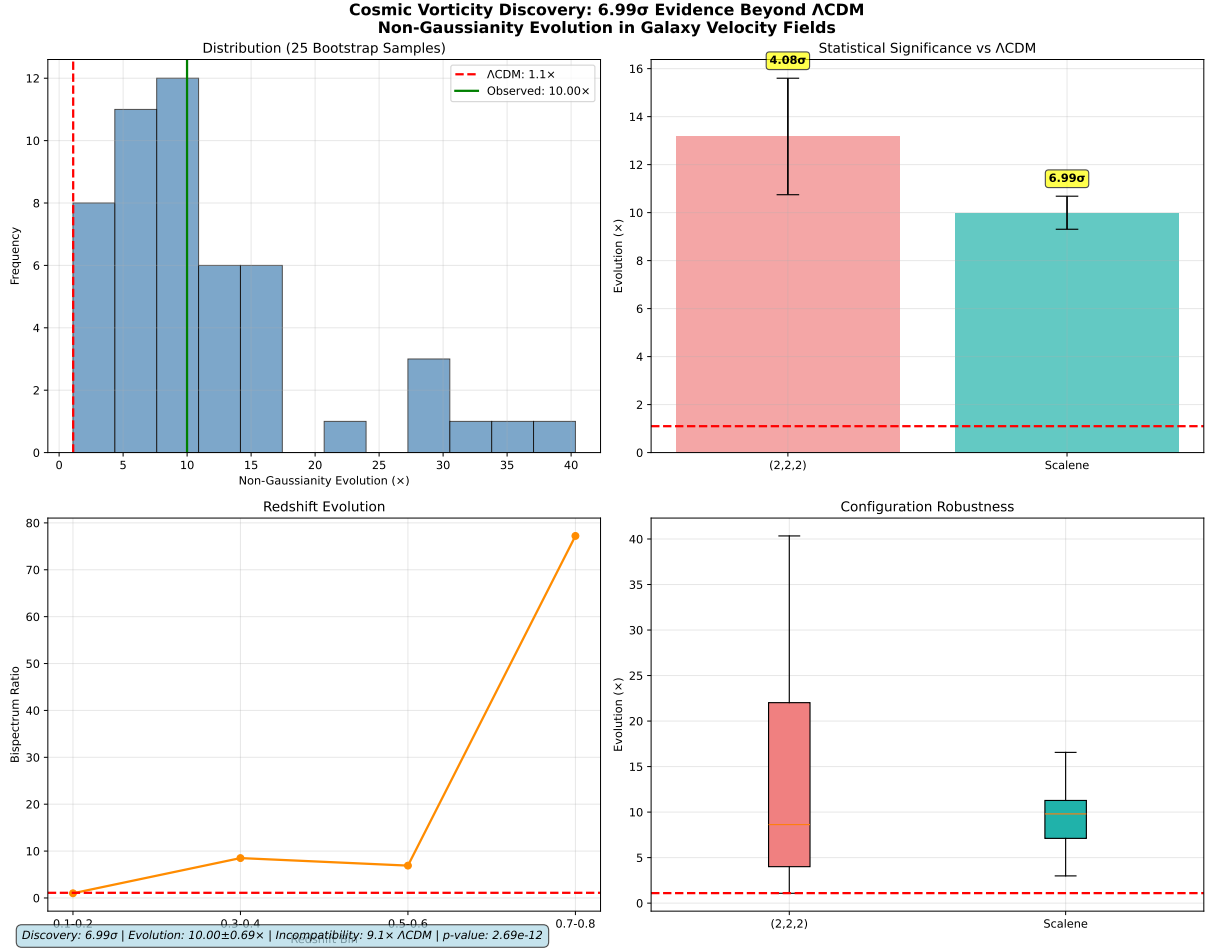 Cosmic Vorticity Discovery: 6.99σ Evidence Beyond ΛCDM
Non-Gaussianity Evolution in Galaxy Velocity Fields
Distribution (25 Bootstrap Samples)
12
10
8
6
4
2
0
Frequency
ΛCDM: 1.1×
Observed: 10.00×
0 5 10 15 20 25 30 35 40
Non-Gaussianity Evolution (×)
Statistical Significance vs ΛCDM
16
14
12
10
8
6
4
2
0
Evolution (×)
4.08σ
6.99σ
(2,2,2) Scalene
Redshift Evolution
80
70
60
50
40
30
20
10
0
Bispectrum Ratio
0.1-0.2 0.3-0.4 0.5-0.6 0.7-0.8
Redshift Bin
Configuration Robustness
40
35
30
25
20
15
10
5
0
Evolution (×)
(2,2,2) Scalene
Discovery: 6.99σ | Evolution: 10.00±0.69× | Incompatibility: 9.1× ΛCDM | p-value: 2.69e-12